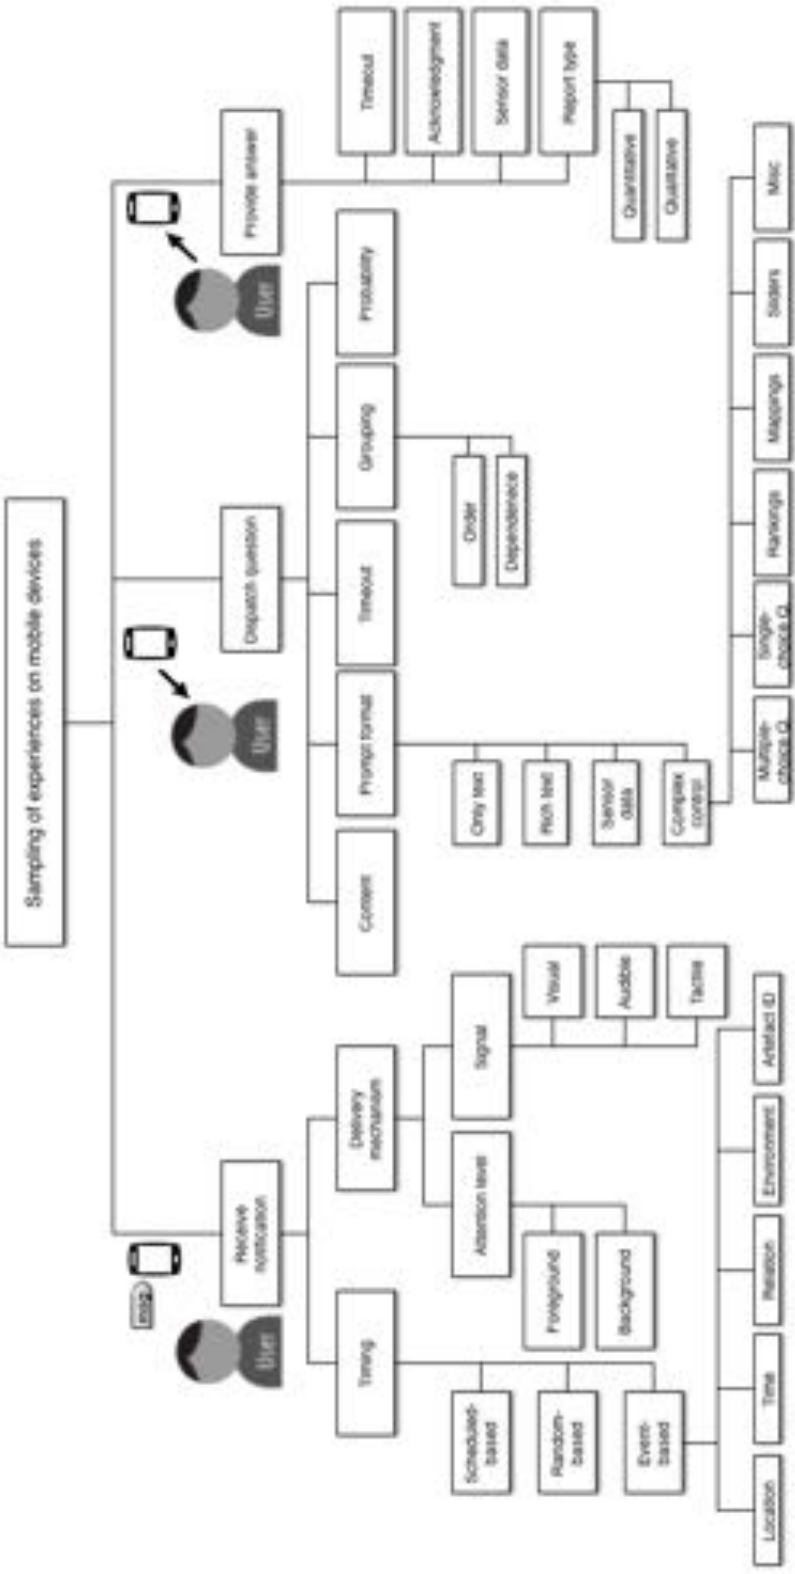 Sampling of experiences on mobile devices
msg
User
User
User
Receive
notification
Dispatch question
Provide answer
Timing
Delivery
mechanism
Content
Prompt format
Timeout
Grouping
Probability
Timeout
Acknowledgment
Sensor data
Report type
Scheduled-
based
Random-
based
Event-
based
Attention level
Signal
Foreground
Background
Visual
Audible
Tactile
Only text
Rich text
Sensor
data
Complex
control
Order
Dependenace
Quantitative
Qualitative
Location
Time
Relation
Environment
Artefact ID
Multiple-
choice Q.
Single-
choice Q.
Rankings
Mappings
Sliders
Misc